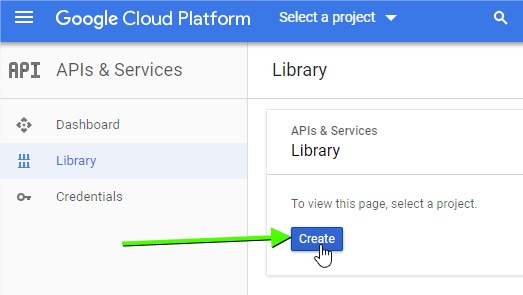 Google Cloud Platform
Select a project
API APIs & Services
Library
Dashboard
Library
Credentials
APIs & Services
Library
To view this page, select a project.
Create